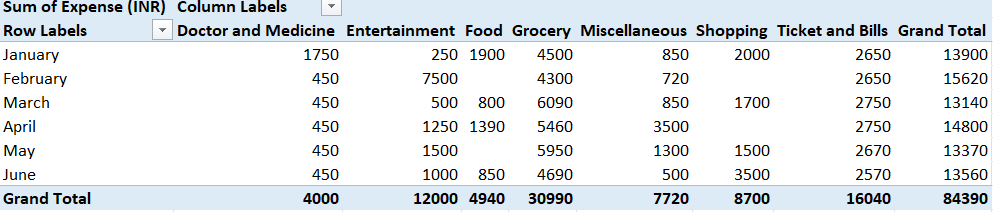 Sum of Expense (INR) Column Labels
Row Labels Doctor and Medicine Entertainment Food Grocery Miscellaneous Shopping Ticket and Bills Grand Total
January 1750 250 1900 4500 850 2000 2650 13900
February 450 7500 4300 720 2650 15620
March 450 500 800 6090 850 1700 2750 13140
April 450 1250 1390 5460 3500 2750 14800
May 450 1500 5950 1300 1500 2670 13370
June 450 1000 850 4690 500 3500 2570 13560
Grand Total 4000 12000 4940 30990 7720 8700 16040 84390